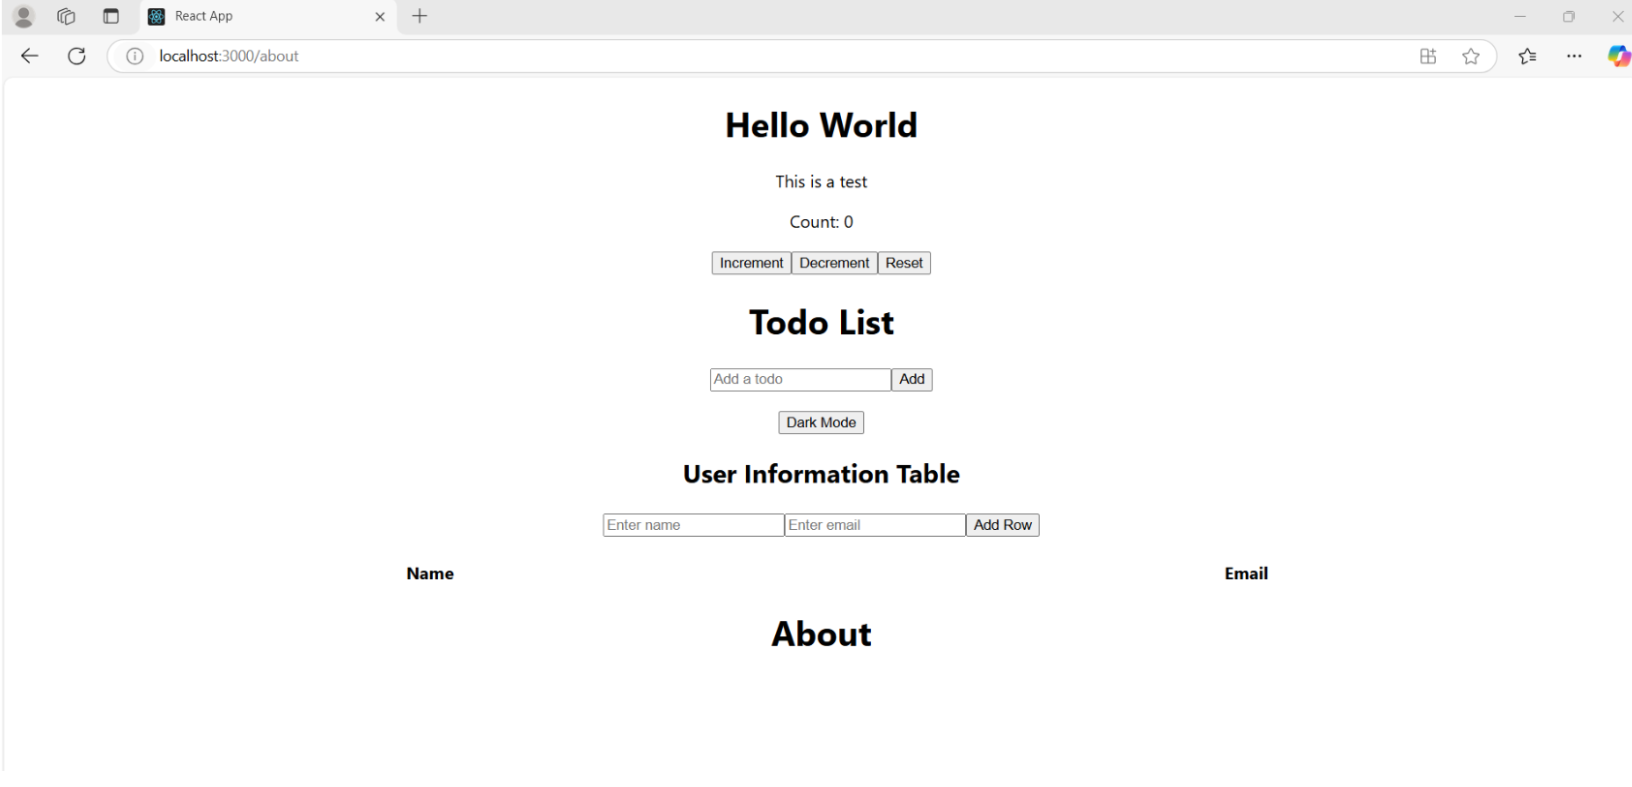 React App
localhost:3000/about
Hello World
This is a test
Count: 0
Increment Decrement Reset
Todo List
Add a todo Add
Dark Mode
User Information Table
Enter name Enter email Add Row
Name Email
About